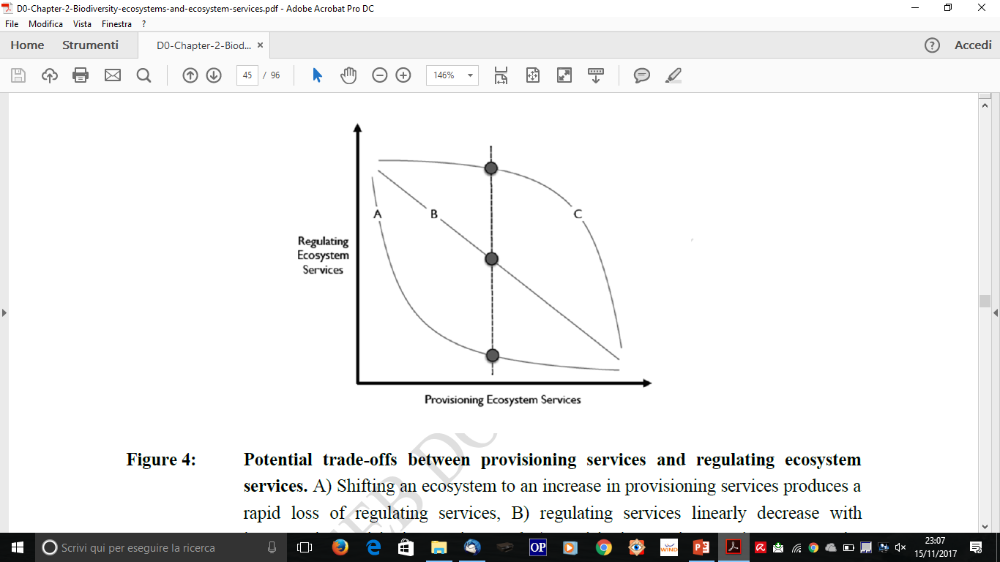 D0-Chapter-2-Biodiversity-ecosystems-and-ecosystem-services.pdf - Adobe Acrobat Pro DC
File Modifica Vista Finestra ?
Home Strumenti D0-Chapter-2-Biod... × ? Accedi
45 / 96 146%
A B C
Regulating
Ecosystem
Services
Provisioning Ecosystem Services
Figure 4: Potential trade-offs between provisioning services and regulating ecosystem
services. A) Shifting an ecosystem to an increase in provisioning services produces a
rapid loss of regulating services, B) regulating services linearly decrease with
Scrivi qui per eseguire la ricerca
OP
WIND
23:07
15/11/2017